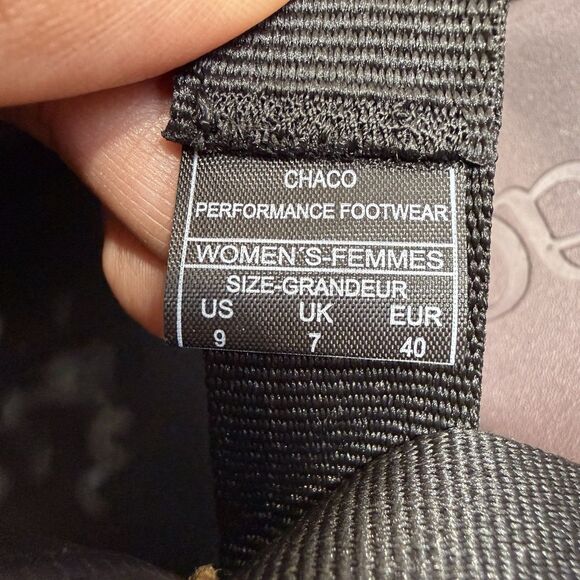 CHACO
PERFORMANCE FOOTWEAR
WOMEN'S-FEMMES
SIZE-GRANDEUR
US UK EUR
9 7 40